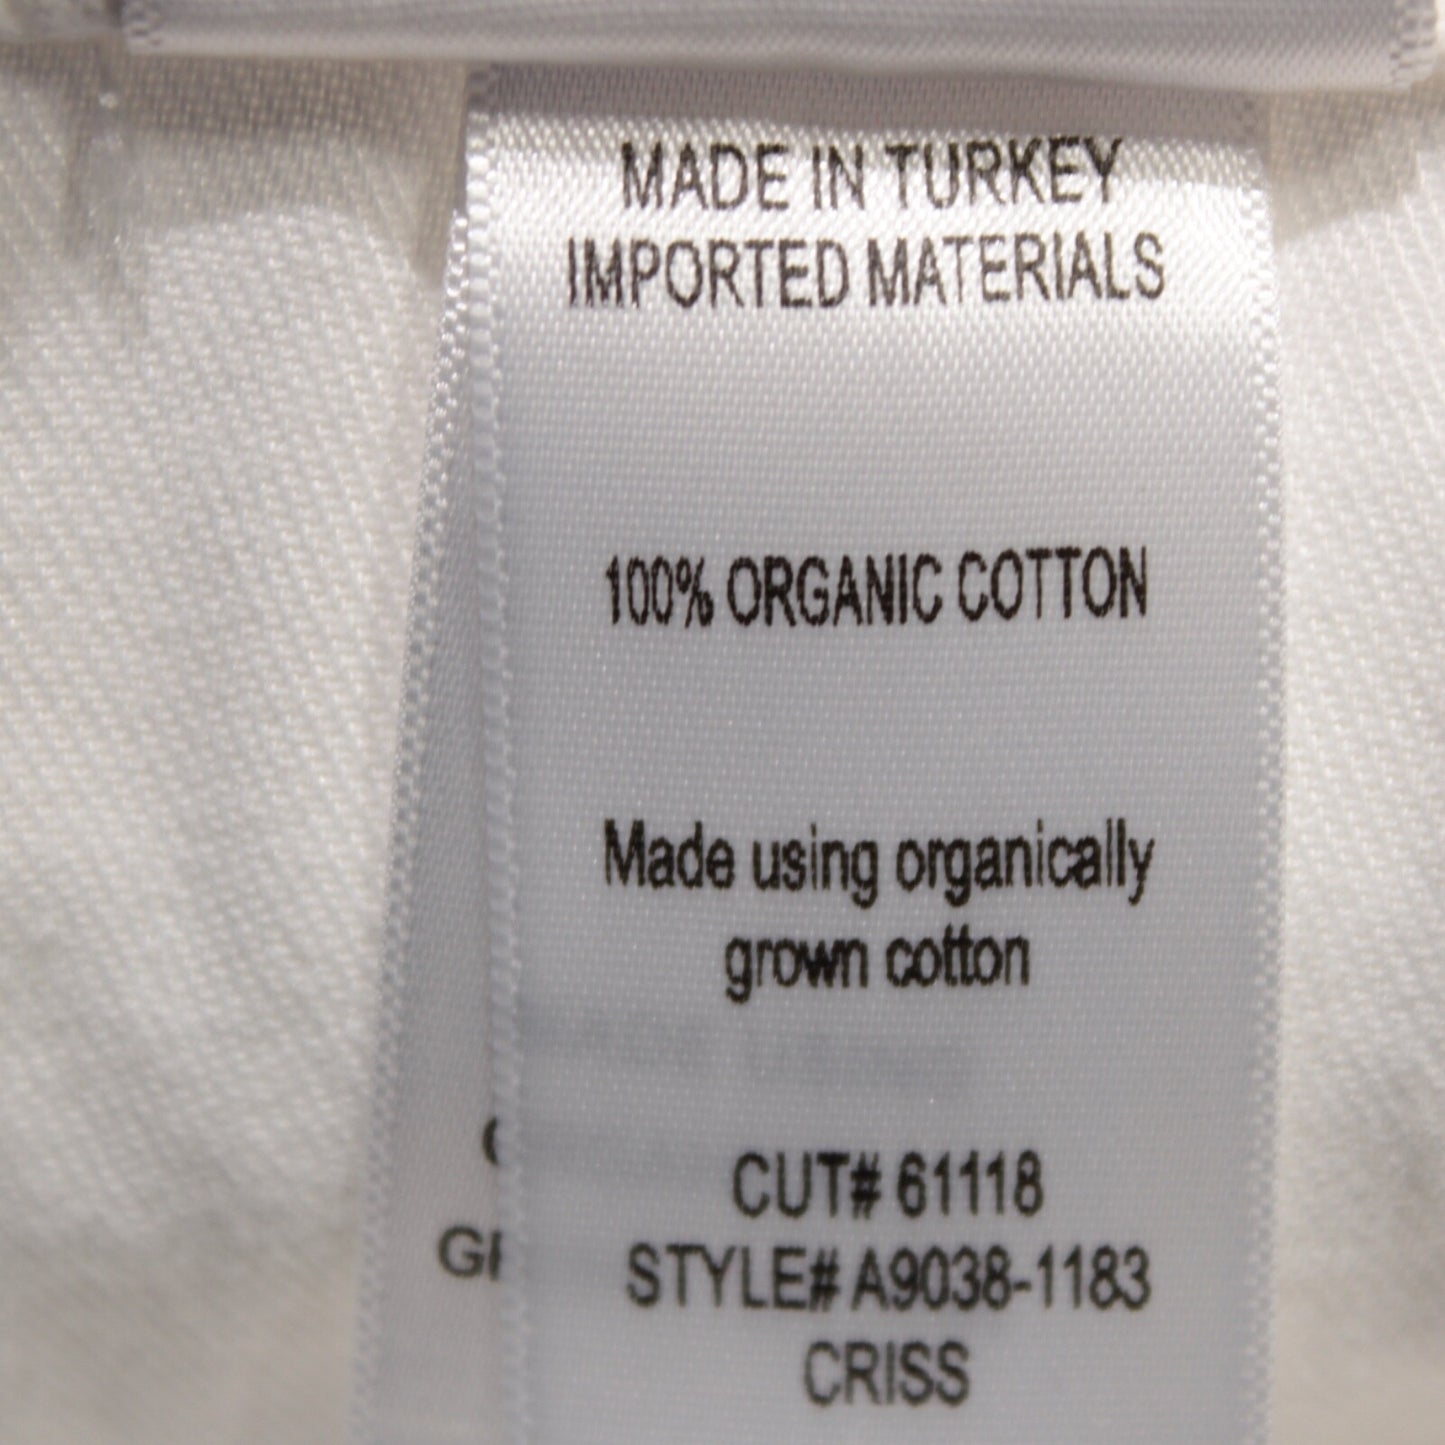 MADE IN TURKEY
IMPORTED MATERIALS
100% ORGANIC COTTON
Made using organically
grown cotton
CUT# 61118
STYLE# A9038-1183
CRISS